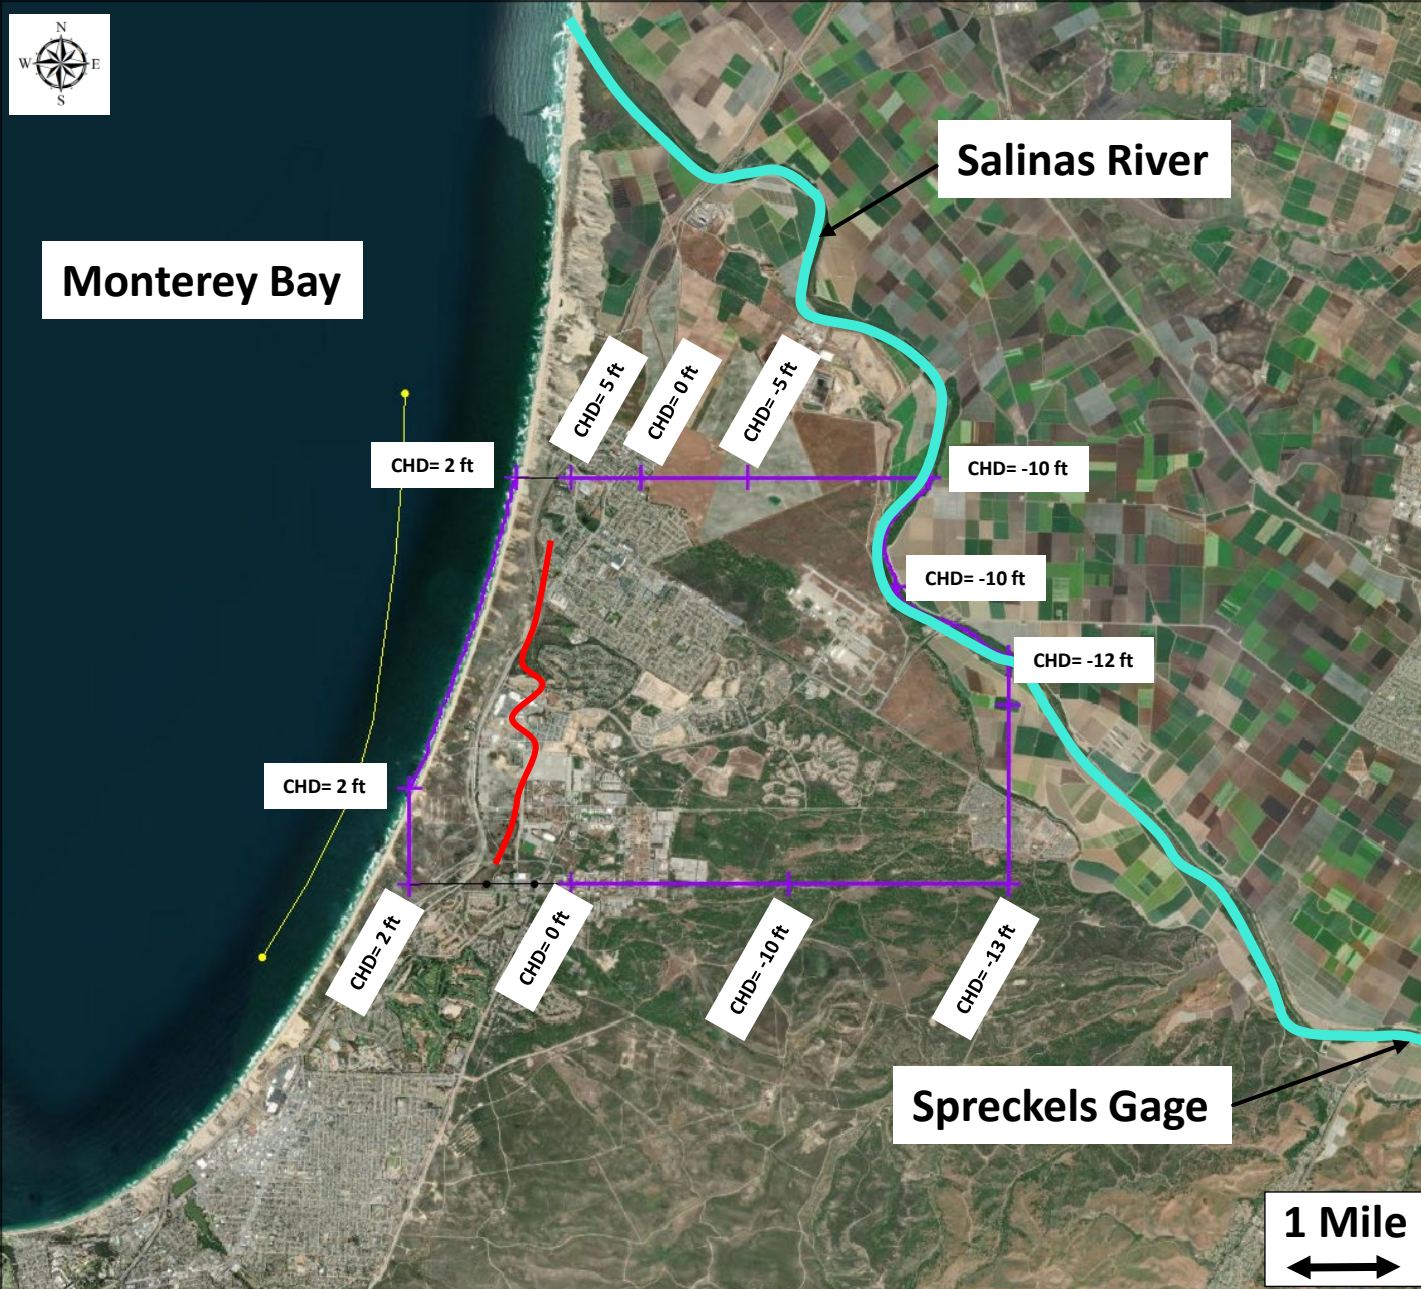 N
W E
S
Salinas River
Monterey Bay
CHD= 5 ft
CHD= 0 ft
CHD= -5 ft
CHD= 2 ft
CHD= -10 ft
CHD= -10 ft
CHD= -12 ft
CHD= 2 ft
CHD= 2 ft
CHD= 0 ft
CHD= -10 ft
CHD= -13 ft
Spreckels Gage
1 Mile